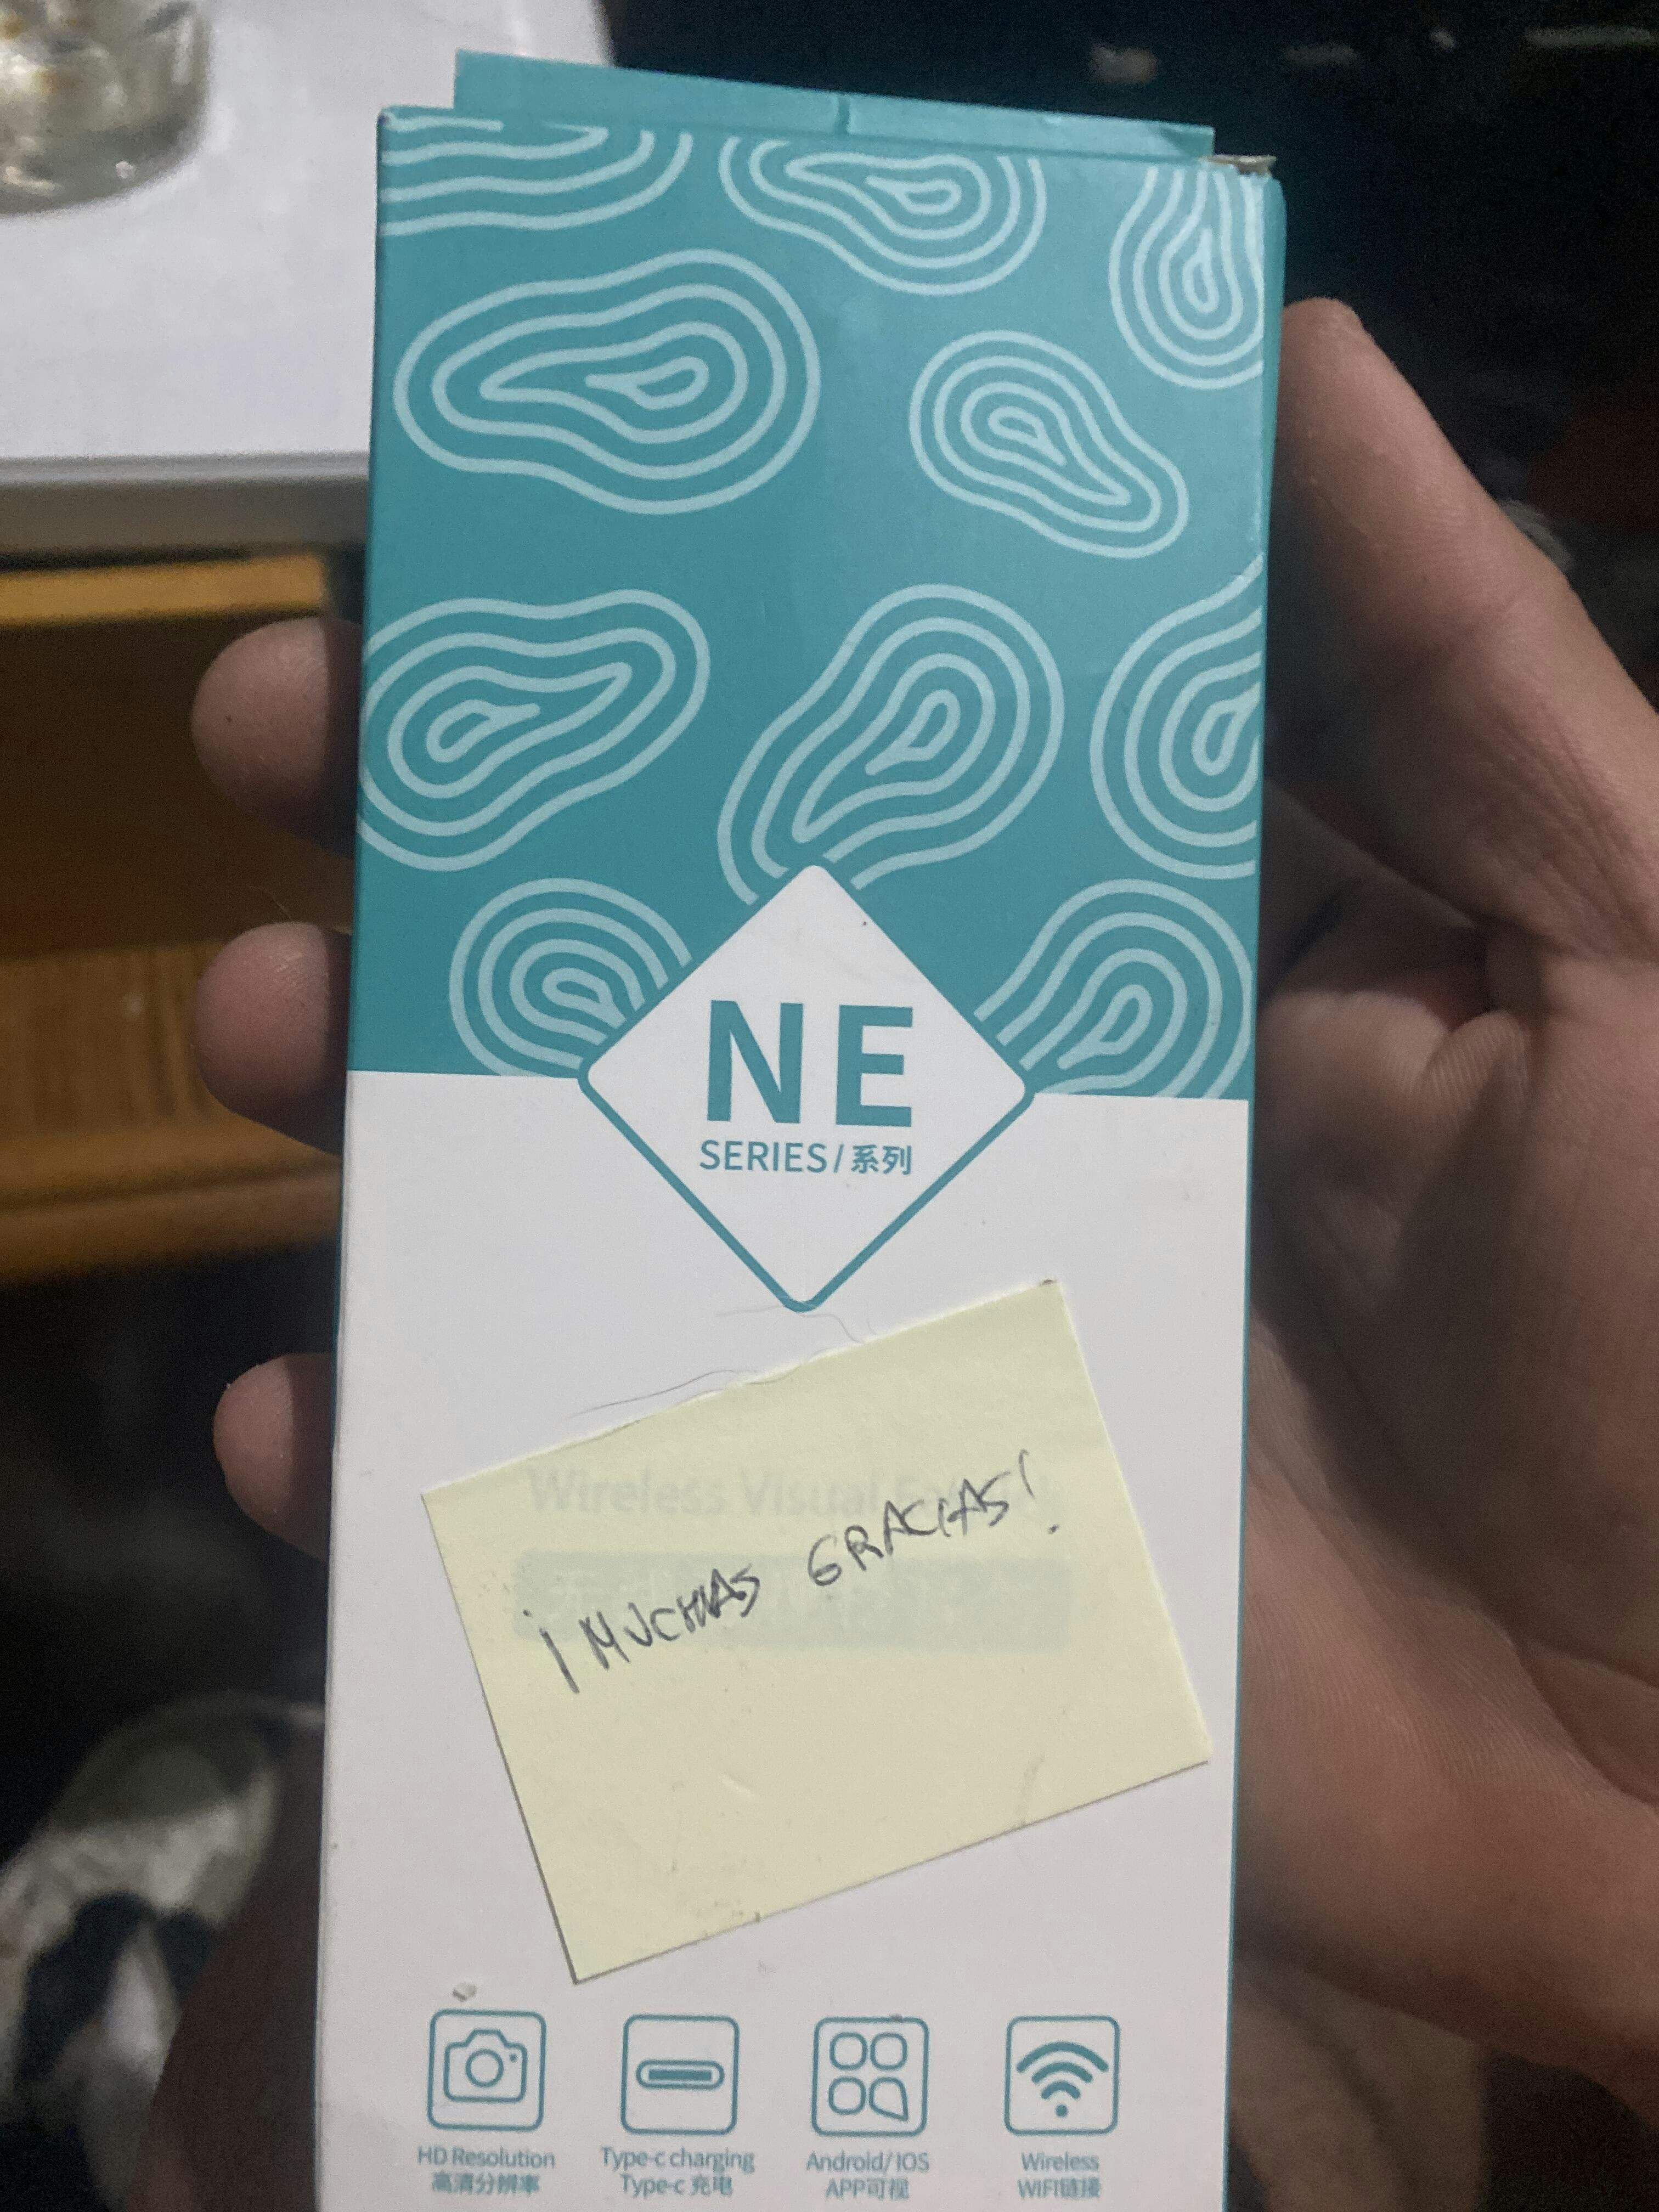 NE
SERIES/系列
Wireless Visual
¡MUCHAS GRACIAS!
HD Resolution
高清分辨率
Type-c charging
Type-c 充电
Android/IOS
APP可视
Wireless
WIFI链接